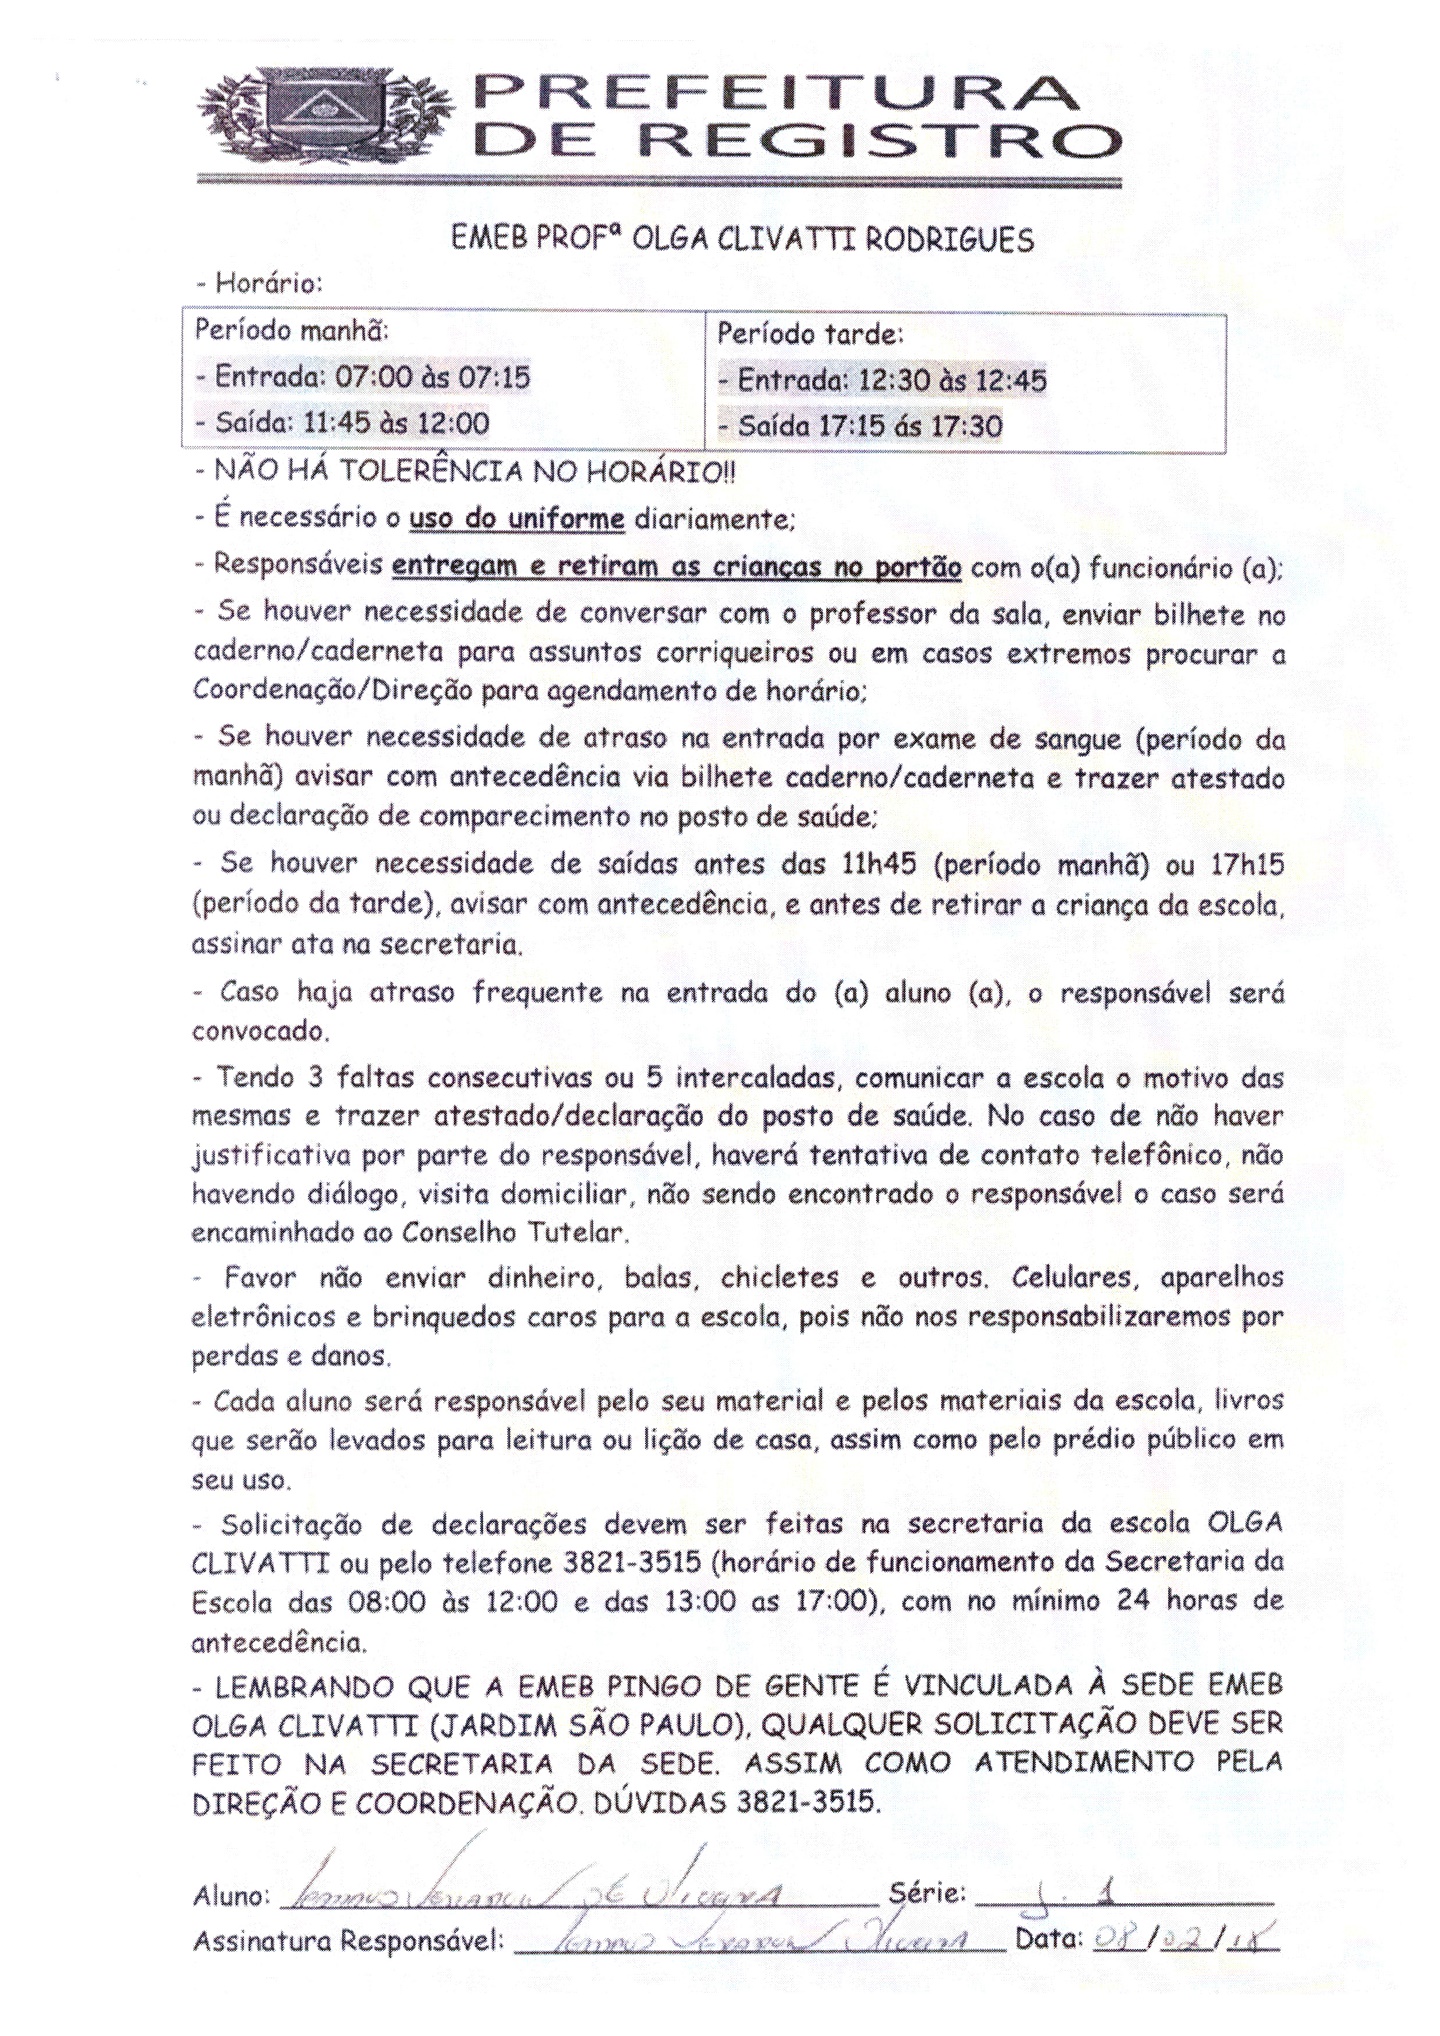 PREFEITURA
DE REGISTRO
EMEB PROFª OLGA CLIVATTI RODRIGUES
- Horário:
Período manhã:
- Entrada: 07:00 às 07:15
- Saída: 11:45 às 12:00
Período tarde:
- Entrada: 12:30 às 12:45
- Saída 17:15 ás 17:30
- NÃO HÁ TOLERÊNCIA NO HORÁRIO!!
- É necessário o uso do uniforme diariamente;
- Responsáveis entregam e retiram as crianças no portão com o(a) funcionário (a);
- Se houver necessidade de conversar com o professor da sala, enviar bilhete no
caderno/caderneta para assuntos corriqueiros ou em casos extremos procurar a
Coordenação/Direção para agendamento de horário;
- Se houver necessidade de atraso na entrada por exame de sangue (período da
manhã) avisar com antecedência via bilhete caderno/caderneta e trazer atestado
ou declaração de comparecimento no posto de saúde;
- Se houver necessidade de saídas antes das 11h45 (período manhã) ou 17h15
(período da tarde), avisar com antecedência, e antes de retirar a criança da escola,
assinar ata na secretaria.
- Caso haja atraso frequente na entrada do (a) aluno (a), o responsável será
convocado.
- Tendo 3 faltas consecutivas ou 5 intercaladas, comunicar a escola o motivo das
mesmas e trazer atestado/declaração do posto de saúde. No caso de não haver
justificativa por parte do responsável, haverá tentativa de contato telefônico, não
havendo diálogo, visita domiciliar, não sendo encontrado o responsável o caso será
encaminhado ao Conselho Tutelar.
- Favor não enviar dinheiro, balas, chicletes e outros. Celulares, aparelhos
eletrônicos e brinquedos caros para a escola, pois não nos responsabilizaremos por
perdas e danos.
- Cada aluno será responsável pelo seu material e pelos materiais da escola, livros
que serão levados para leitura ou lição de casa, assim como pelo prédio público em
seu uso.
- Solicitação de declarações devem ser feitas na secretaria da escola OLGA
CLIVATTI ou pelo telefone 3821-3515 (horário de funcionamento da Secretaria da
Escola das 08:00 às 12:00 e das 13:00 as 17:00), com no mínimo 24 horas de
antecedência.
- LEMBRANDO QUE A EMEB PINGO DE GENTE É VINCULADA À SEDE EMEB
OLGA CLIVATTI (JARDIM SÃO PAULO), QUALQUER SOLICITAÇÃO DEVE SER
FEITO NA SECRETARIA DA SEDE. ASSIM COMO ATENDIMENTO PELA
DIREÇÃO E COORDENAÇÃO. DÚVIDAS 3821-3515.
Aluno: DE Oliveira Série: J. 1
Assinatura Responsável: Oliveira Data: 08/02/18